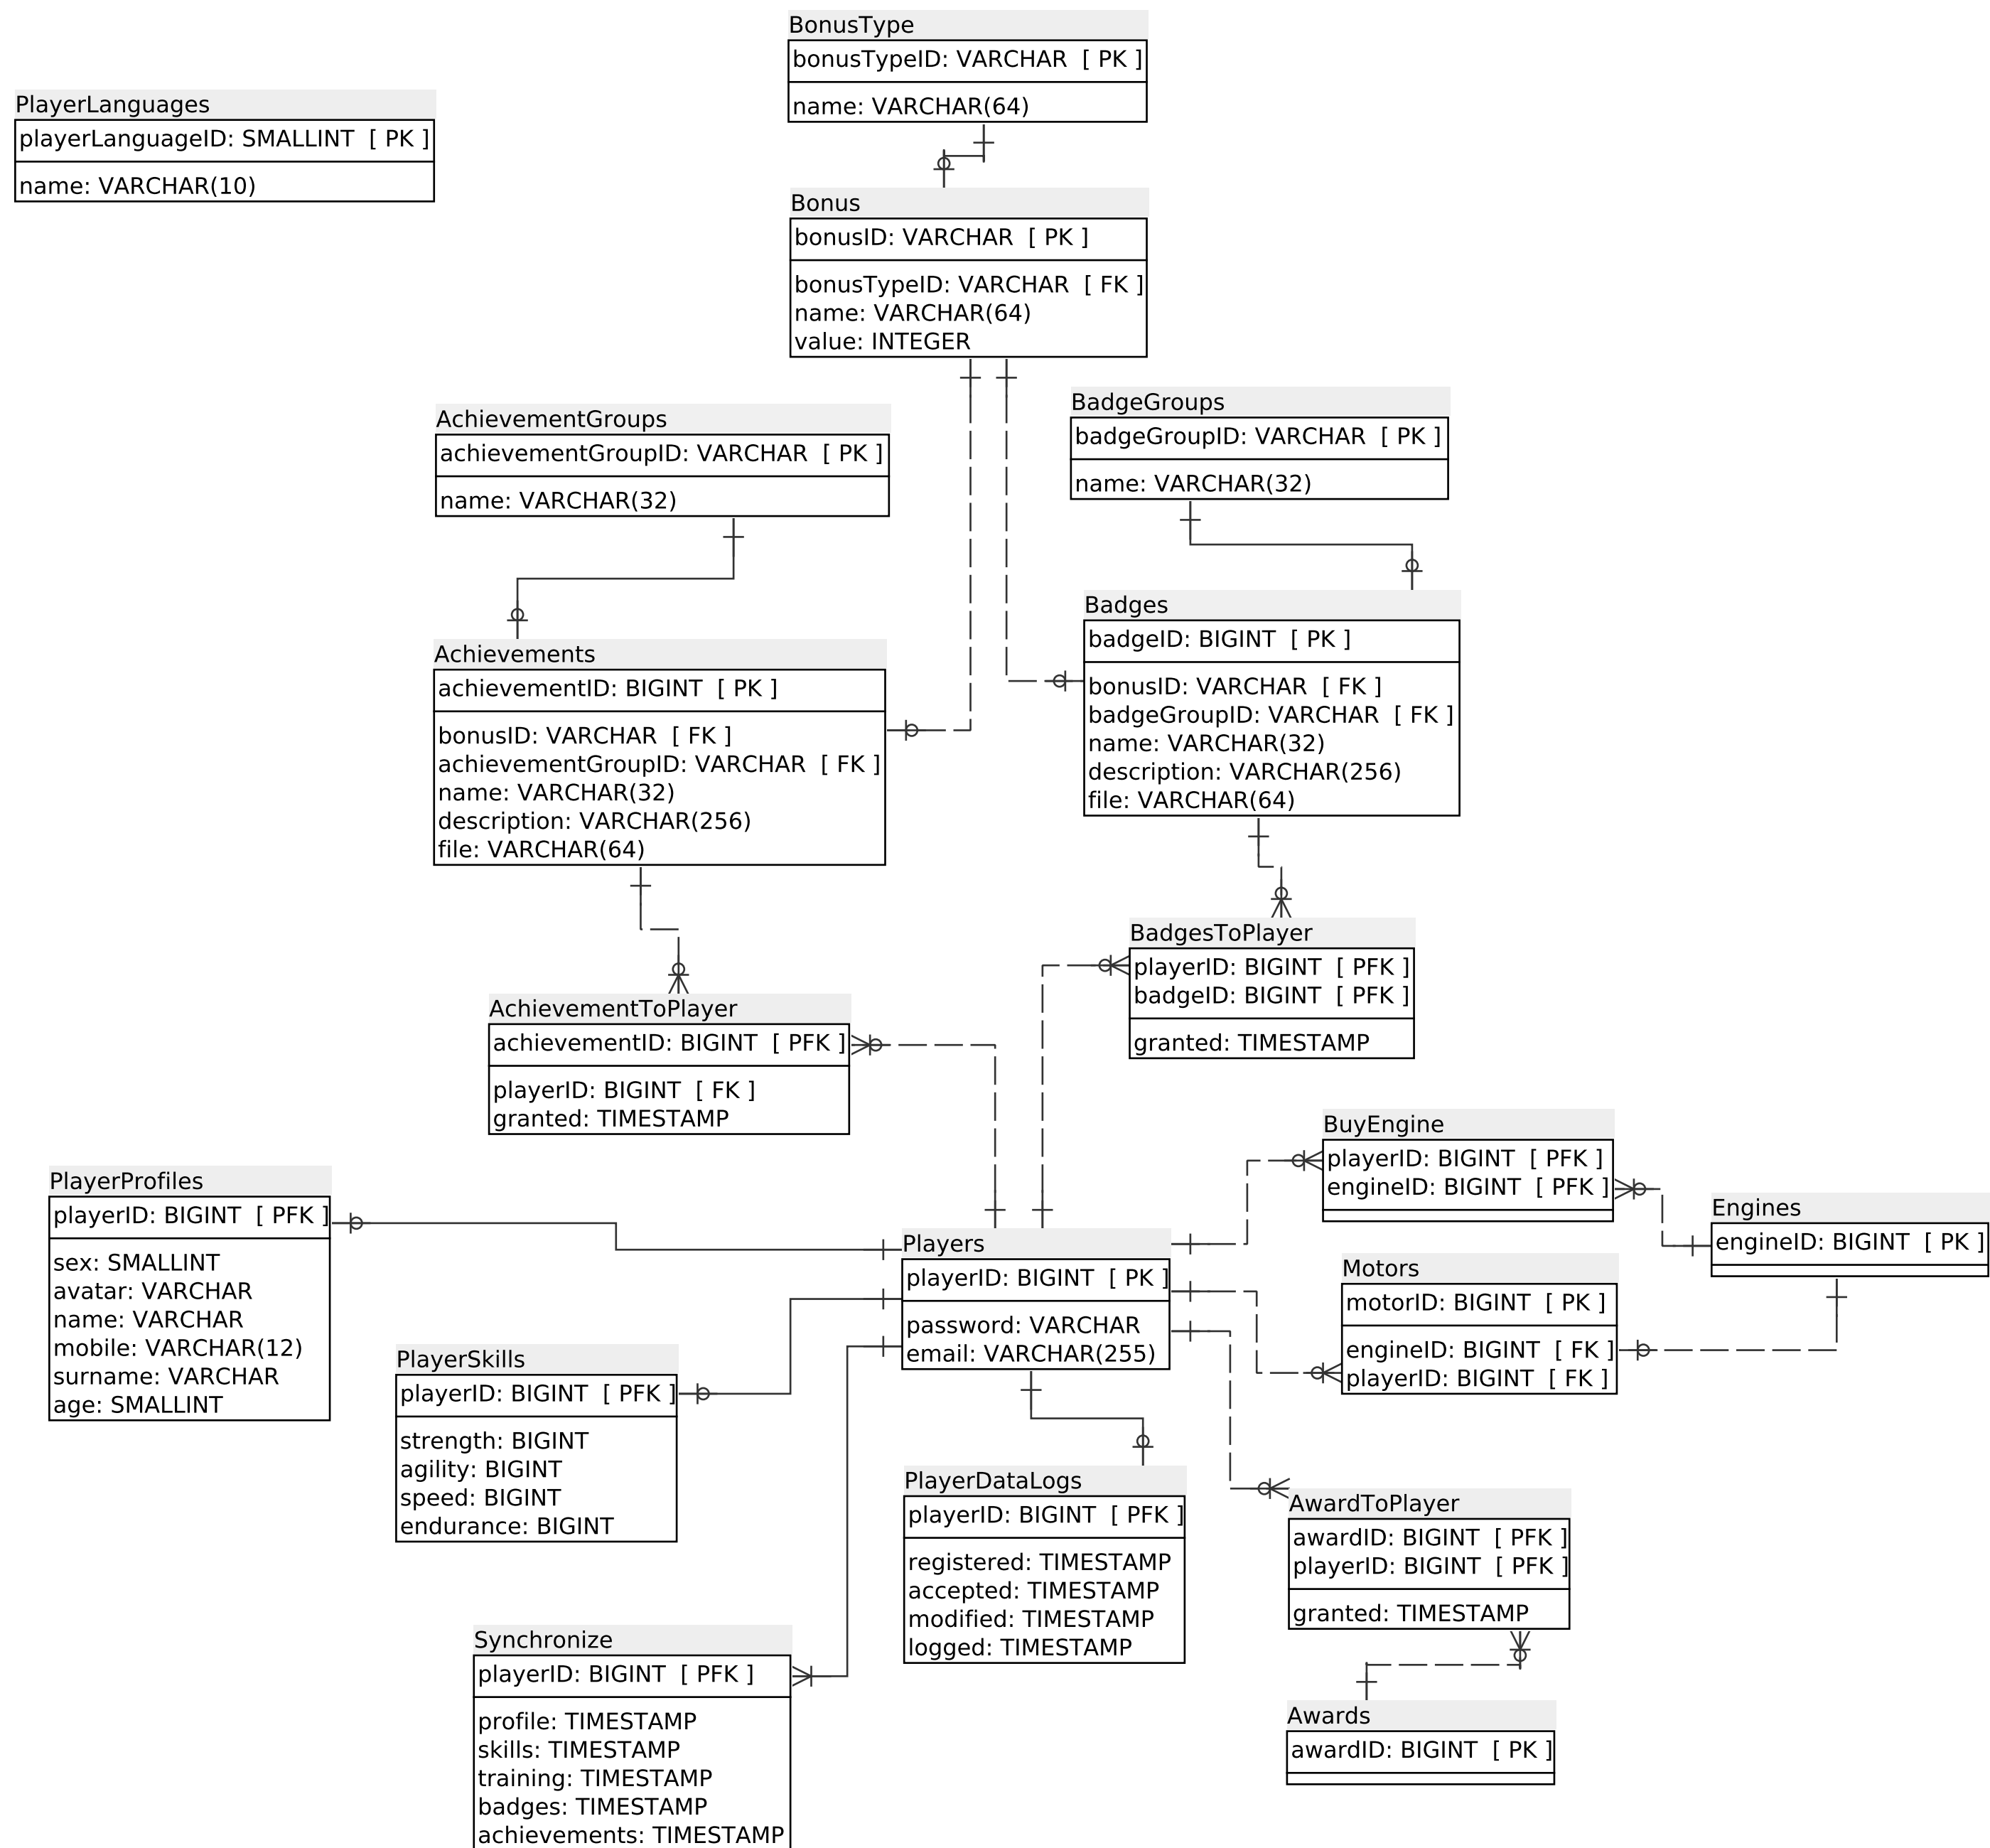 BonusType
bonusTypeID: VARCHAR  [ PK ]
name: VARCHAR(64)
PlayerLanguages
playerLanguageID: SMALLINT  [ PK ]
name: VARCHAR(10)
Bonus
bonusID: VARCHAR  [ PK ]
bonusTypeID: VARCHAR  [ FK ]
name: VARCHAR(64)
value: INTEGER
AchievementGroups
achievementGroupID: VARCHAR  [ PK ]
name: VARCHAR(32)
BadgeGroups
badgeGroupID: VARCHAR  [ PK ]
name: VARCHAR(32)
Achievements
achievementID: BIGINT  [ PK ]
bonusID: VARCHAR  [ FK ]
achievementGroupID: VARCHAR  [ FK ]
name: VARCHAR(32)
description: VARCHAR(256)
file: VARCHAR(64)
Badges
badgeID: BIGINT  [ PK ]
bonusID: VARCHAR  [ FK ]
badgeGroupID: VARCHAR  [ FK ]
name: VARCHAR(32)
description: VARCHAR(256)
file: VARCHAR(64)
AchievementToPlayer
achievementID: BIGINT  [ PFK ]
playerID: BIGINT  [ FK ]
granted: TIMESTAMP
BadgesToPlayer
playerID: BIGINT  [ PFK ]
badgeID: BIGINT  [ PFK ]
granted: TIMESTAMP
PlayerProfiles
playerID: BIGINT  [ PFK ]
sex: SMALLINT
avatar: VARCHAR
name: VARCHAR
mobile: VARCHAR(12)
surname: VARCHAR
age: SMALLINT
Players
playerID: BIGINT  [ PK ]
password: VARCHAR
email: VARCHAR(255)
BuyEngine
playerID: BIGINT  [ PFK ]
engineID: BIGINT  [ PFK ]
Engines
engineID: BIGINT  [ PK ]
Motors
motorID: BIGINT  [ PK ]
engineID: BIGINT  [ FK ]
playerID: BIGINT  [ FK ]
PlayerSkills
playerID: BIGINT  [ PFK ]
strength: BIGINT
agility: BIGINT
speed: BIGINT
endurance: BIGINT
PlayerDataLogs
playerID: BIGINT  [ PFK ]
registered: TIMESTAMP
accepted: TIMESTAMP
modified: TIMESTAMP
logged: TIMESTAMP
AwardToPlayer
awardID: BIGINT  [ PFK ]
playerID: BIGINT  [ PFK ]
granted: TIMESTAMP
Synchronize
playerID: BIGINT  [ PFK ]
profile: TIMESTAMP
skills: TIMESTAMP
training: TIMESTAMP
badges: TIMESTAMP
achievements: TIMESTAMP
Awards
awardID: BIGINT  [ PK ]